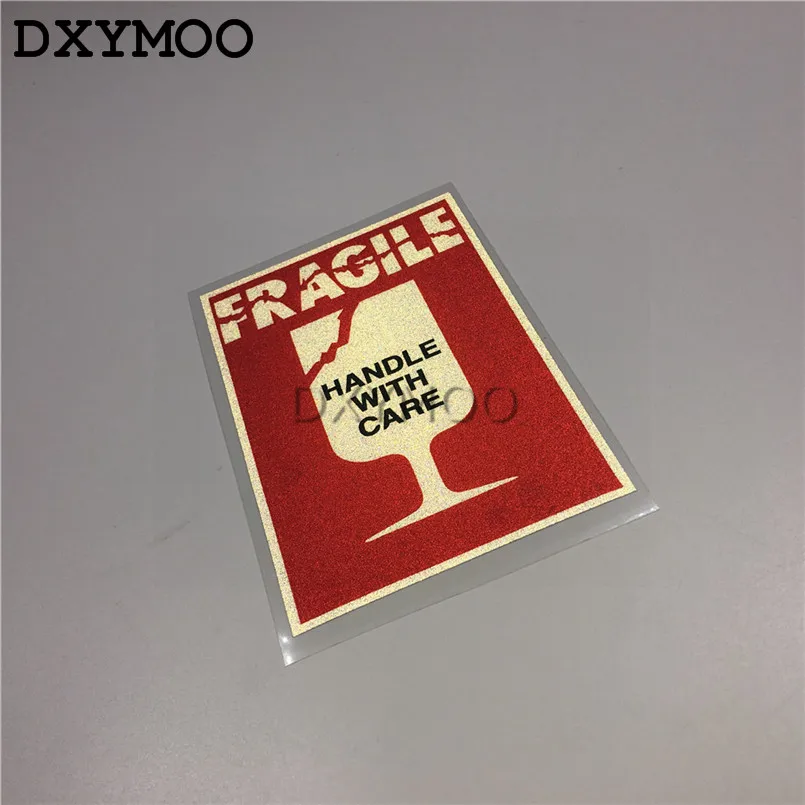 DXYMOO
FRAGILE
HANDLE
WITH
DXYMOO
CARE